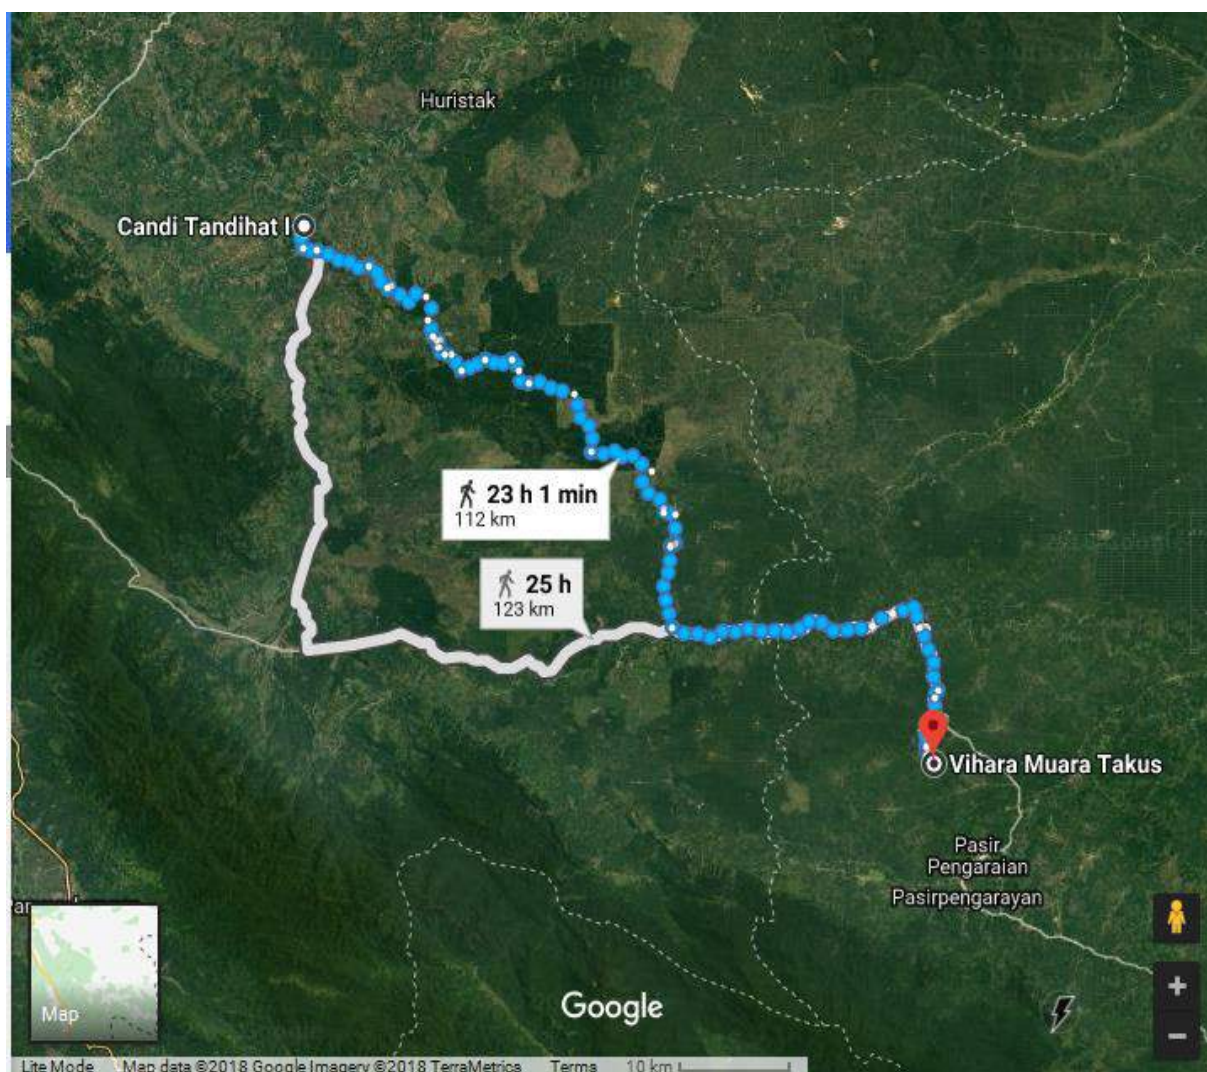 Huristak
Candi Tandihat I
23 h 1 min
112 km
25 h
123 km
Vihara Muara Takus
Pasir
Pengaraian
Pasirpengarayan
Map
Google
Lite Mode Map data ©2018 Google Imagery ©2018 TerraMetrics Terms 10 km